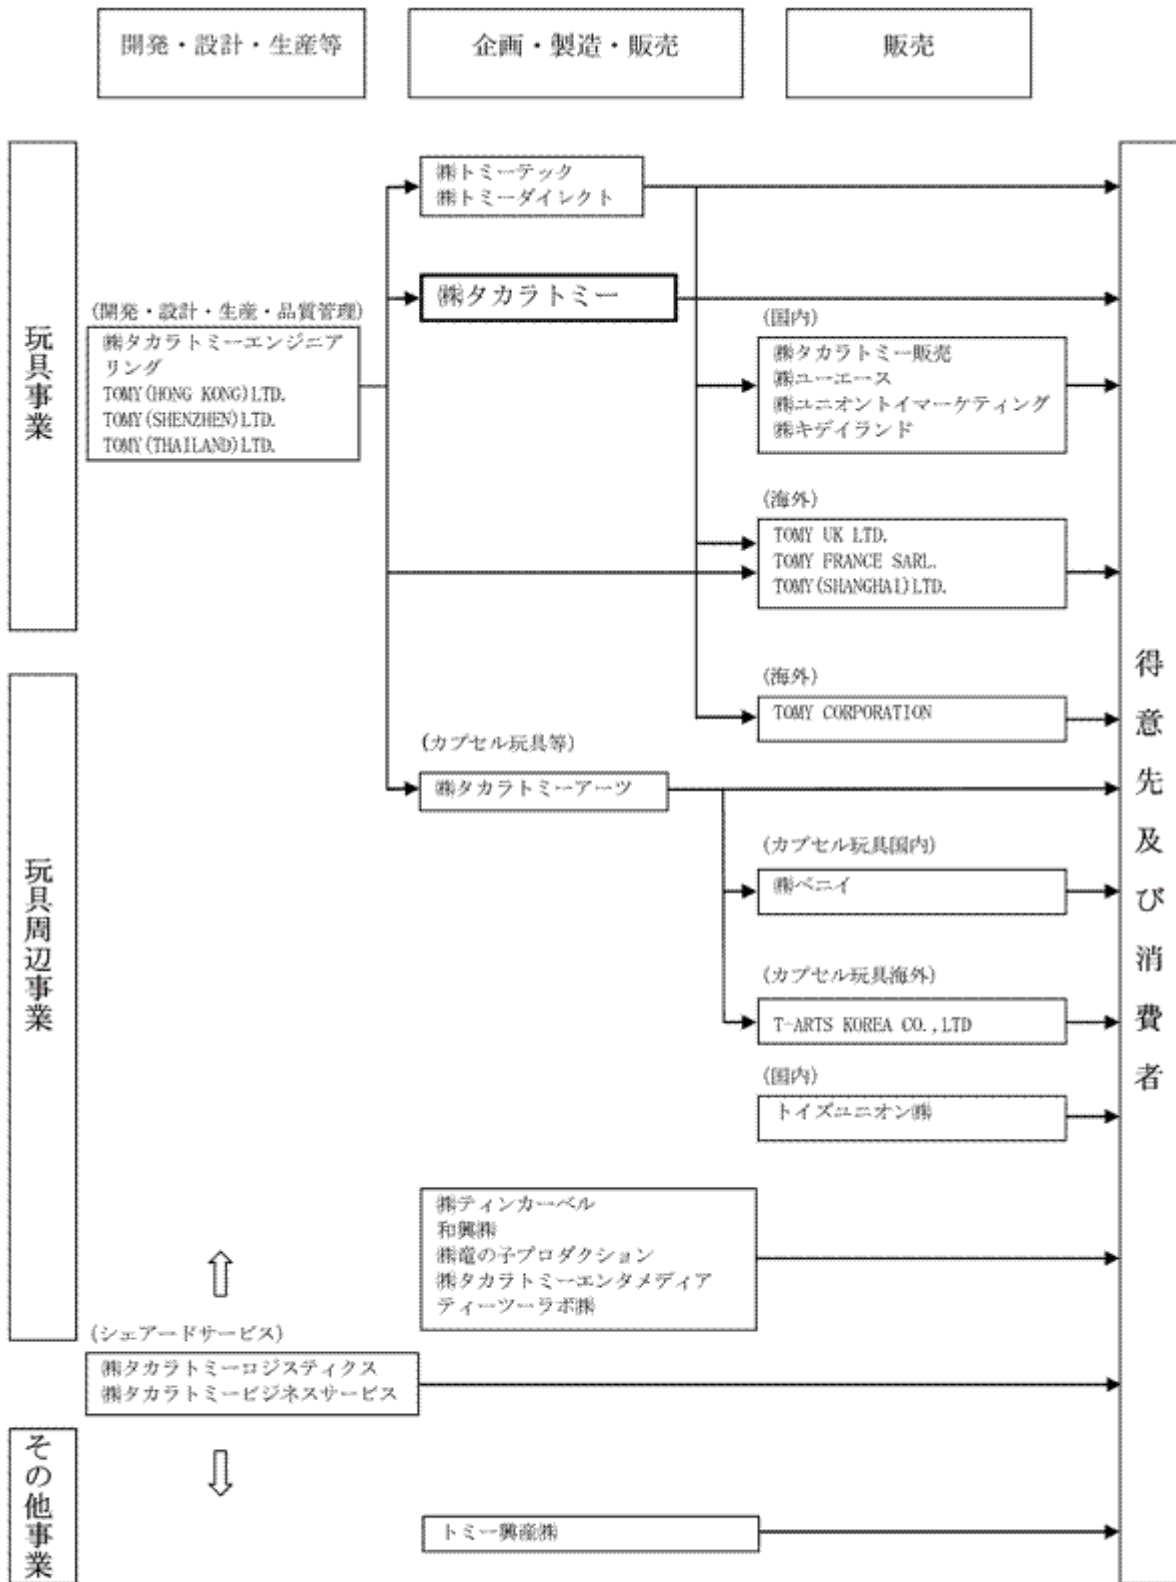 開発・設計・生産等
企画・製造・販売
販売
玩具事業
(開発・設計・生産・品質管理)
㈱タカラトミーエンジニア
リング
TOMY(HONG KONG)LTD.
TOMY(SHENZHEN)LTD.
TOMY(THAILAND)LTD.
㈱トミーテック
㈱トミーダイレクト
㈱タカラトミー
(国内)
㈱タカラトミー販売
㈱ユーエース
㈱ユニオントイマーケティング
㈱キデイランド
(海外)
TOMY UK LTD.
TOMY FRANCE SARL.
TOMY(SHANGHAI)LTD.
(海外)
TOMY CORPORATION
玩具周辺事業
(カプセル玩具等)
㈱タカラトミーアーツ
(カプセル玩具国内)
㈱ペニイ
(カプセル玩具海外)
T-ARTS KOREA CO.,LTD
(国内)
トイズユニオン㈱
㈱ティンカーベル
和興㈱
㈱竜の子プロダクション
㈱タカラトミーエンタメディア
ティーツーラボ㈱
(シェアードサービス)
㈱タカラトミーロジスティクス
㈱タカラトミービジネスサービス
その他事業
トミー興産㈱
得意先及び消費者